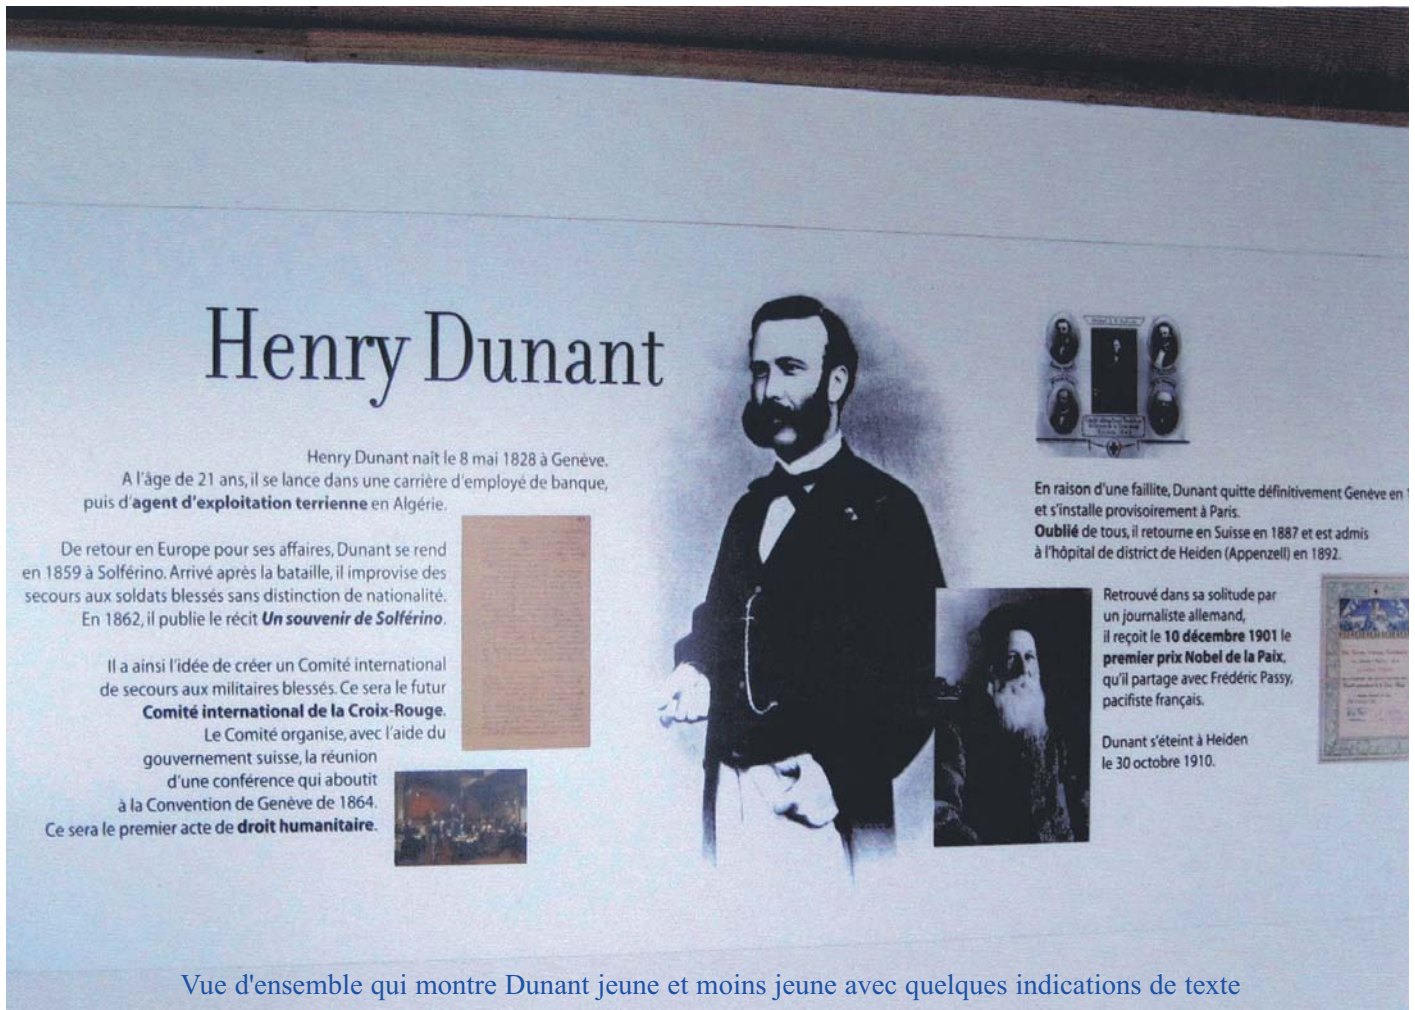 Henry Dunant
Henry Dunant naît le 8 mai 1828 à Genève.
A l'âge de 21 ans, il se lance dans une carrière d'employé de banque,
puis d'agent d'exploitation terrienne en Algérie.
De retour en Europe pour ses affaires, Dunant se rend
en 1859 à Solférino. Arrivé après la bataille, il improvise des
secours aux soldats blessés sans distinction de nationalité.
En 1862, il publie le récit Un souvenir de Solférino.
Il a ainsi l'idée de créer un Comité international
de secours aux militaires blessés. Ce sera le futur
Comité international de la Croix-Rouge.
Le Comité organise, avec l'aide du
gouvernement suisse, la réunion
d'une conférence qui aboutit
à la Convention de Genève de 1864.
Ce sera le premier acte de droit humanitaire.
En raison d'une faillite, Dunant quitte définitivement Genève en
et s'installe provisoirement à Paris.
Oublié de tous, il retourne en Suisse en 1887 et est admis
à l'hôpital de district de Heiden (Appenzell) en 1892.
Retrouvé dans sa solitude par
un journaliste allemand,
il reçoit le 10 décembre 1901 le
premier prix Nobel de la Paix,
qu'il partage avec Frédéric Passy,
pacifiste français.
Dunant s'éteint à Heiden
le 30 octobre 1910.
Vue d'ensemble qui montre Dunant jeune et moins jeune avec quelques indications de texte